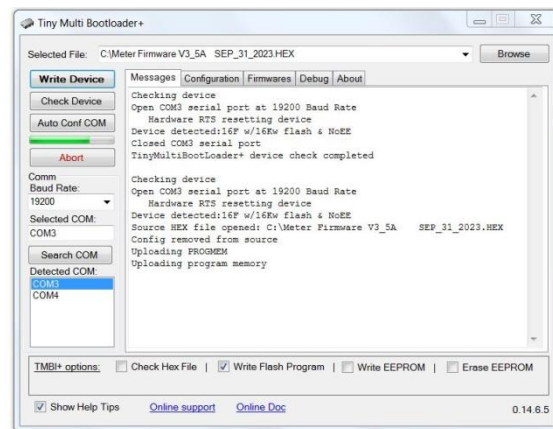 Tiny Multi Bootloader+
Selected File: C:\Meter Firmware V3_5A SEP_31_2023.HEX Browse
Write Device
Check Device
Auto Conf COM
Abort
Comm
Baud Rate:
19200
Selected COM:
COM3
Search COM
Detected COM:
COM3
COM4
Messages Configuration Firmwares Debug About
Checking device
Open COM3 serial port at 19200 Baud Rate
Hardware RTS resetting device
Device detected:16F w/16Kw flash & NoEE
Closed COM3 serial port
TinyMultiBootLoader+ device check completed
Checking device
Open COM3 serial port at 19200 Baud Rate
Hardware RTS resetting device
Device detected:16F w/16Kw flash & NoEE
Source HEX file opened: C:\Meter Firmware V3_5A SEP_31_2023.HEX
Config removed from source
Uploading PROGMEM
Uploading program memory
TMBl+ options: Check Hex File | Write Flash Program | Write EEPROM | Erase EEPROM
Show Help Tips Online support Online Doc 0.14.6.5